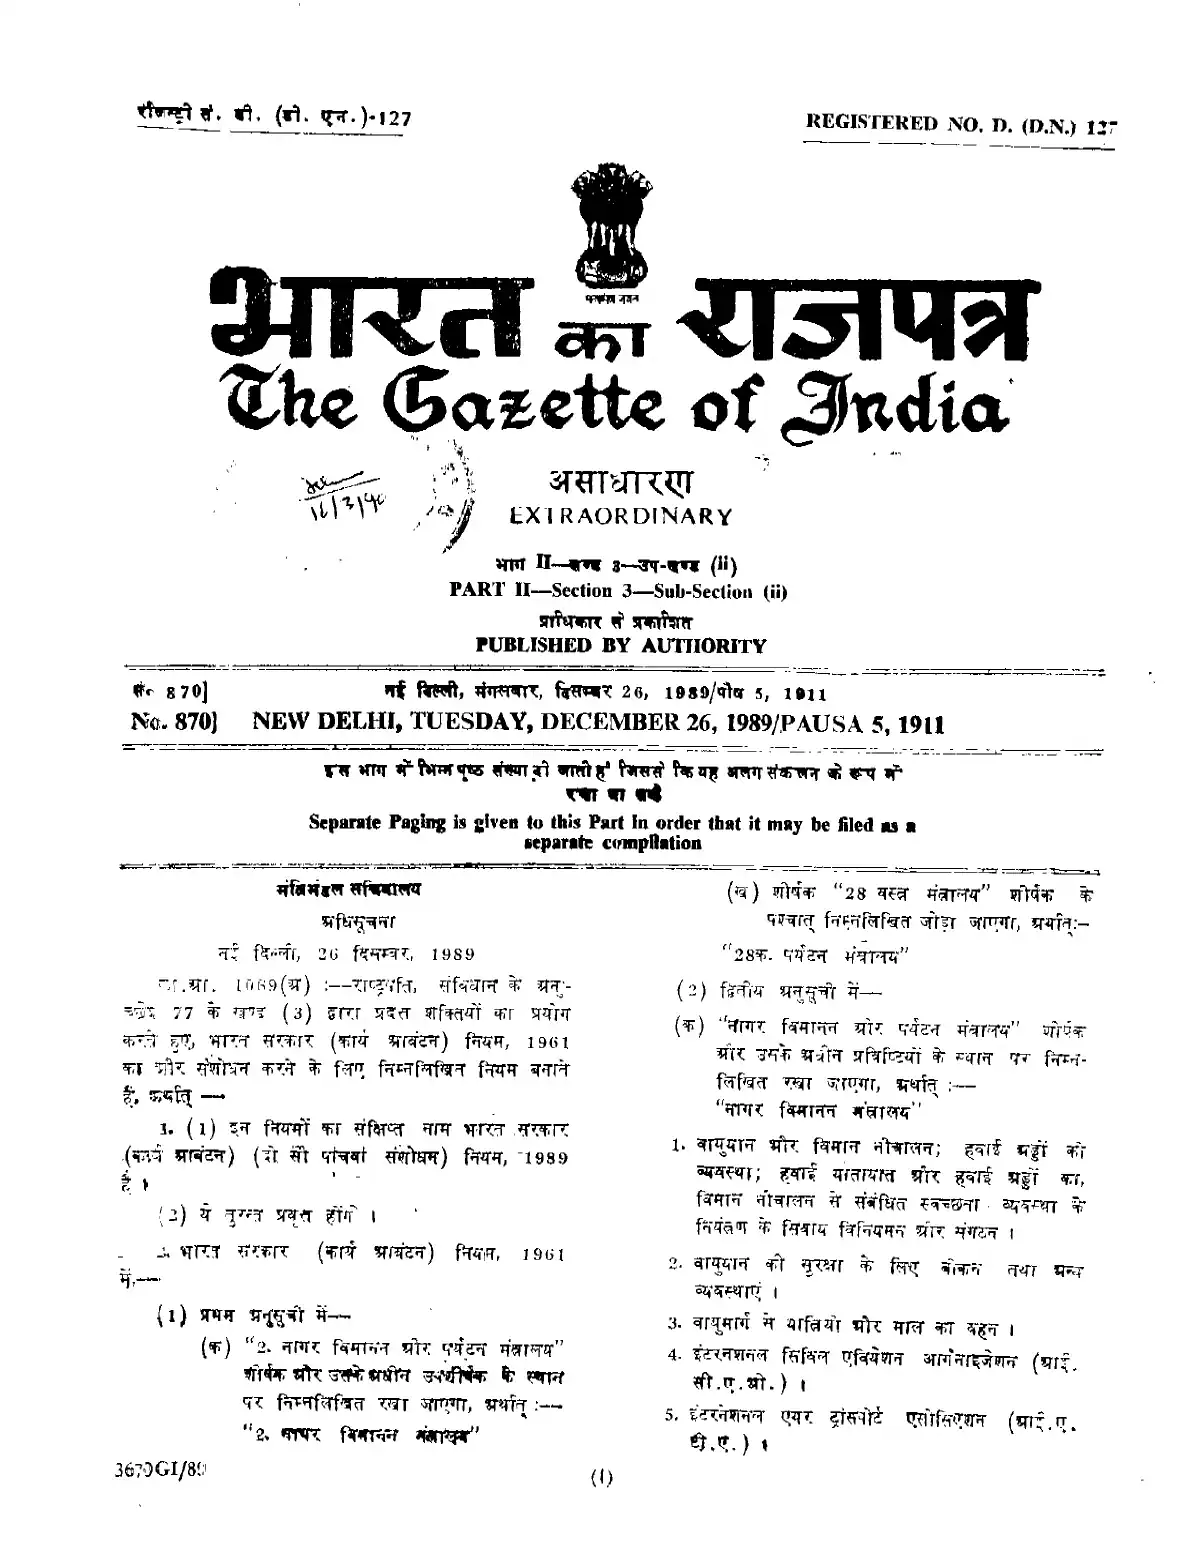 रजिस्ट्री सं. डी. (डी. एन.)-127
REGISTERED NO. D. (D.N.) 127
सत्यमेव जयते
भारत का राजपत्र
The Gazette of India
असाधारण
EXTRAORDINARY
भाग II—खण्ड 3—उप-खण्ड (ii)
PART II—Section 3—Sub-Section (ii)
प्राधिकार से प्रकाशित
PUBLISHED BY AUTHORITY
सं. 870]
नई दिल्ली, मंगलवार, दिसम्बर 26, 1989/पौष 5, 1911
No. 870]
NEW DELHI, TUESDAY, DECEMBER 26, 1989/PAUSA 5, 1911
इस भाग में भिन्न पृष्ठ संख्या दी जाती है जिससे कि यह अलग संकलन के रूप में
रखा जा सके
Separate Paging is given to this Part in order that it may be filed as a
separate compilation
मंत्रिमंडल सचिवालय
अधिसूचना
नई दिल्ली, 26 दिसम्बर, 1989
का.आ. 1069(अ) :—राष्ट्रपति, संविधान के अनु-
च्छेद 77 के खण्ड (3) द्वारा प्रदत्त शक्तियों का प्रयोग
करते हुए, भारत सरकार (कार्य आबंटन) नियम, 1961
का और संशोधन करने के लिए निम्नलिखित नियम बनाते
हैं, अर्थात् —
1. (1) इन नियमों का संक्षिप्त नाम भारत सरकार
(कार्य आबंटन) (दो सौ पांचवां संशोधन) नियम, 1989
है ।
(2) ये तुरन्त प्रवृत्त होंगे ।
2. भारत सरकार (कार्य आबंटन) नियम, 1961
में,—
(1) प्रथम अनुसूची में—
(क) "2. नागर विमानन और पर्यटन मंत्रालय"
शीर्षक और उसके अधीन उपशीर्षक के स्थान
पर निम्नलिखित रखा जाएगा, अर्थात् :—
"2. नागर विमानन मंत्रालय"
3670GI/89
(ख) शीर्षक "28 वस्त्र मंत्रालय" शीर्षक के
पश्चात् निम्नलिखित जोड़ा जाएगा, अर्थात्:—
"28क. पर्यटन मंत्रालय"
(2) द्वितीय अनुसूची में—
(क) "नागर विमानन और पर्यटन मंत्रालय" शीर्षक
और उसके अधीन प्रविष्टियों के स्थान पर निम्न-
लिखित रखा जाएगा, अर्थात् :—
"नागर विमानन मंत्रालय"
1. वायुयान और विमान नौचालन; हवाई अड्डों की
व्यवस्था; हवाई यातायात और हवाई अड्डों का,
विमान नौचालन से संबंधित स्वच्छता व्यवस्था के
नियंत्रण के सिवाय विनियमन और संगठन ।
2. वायुयान की सुरक्षा के लिए बीकन तथा अन्य
व्यवस्थाएं ।
3. वायुमार्ग से यात्रियों और माल का वहन ।
4. इंटरनेशनल सिविल एवियेशन आर्गेनाइजेशन (आई.
सी.ए.ओ.) ।
5. इंटरनेशनल एयर ट्रांसपोर्ट एसोसिएशन (आई.ए.
टी.ए.) ।
(1)